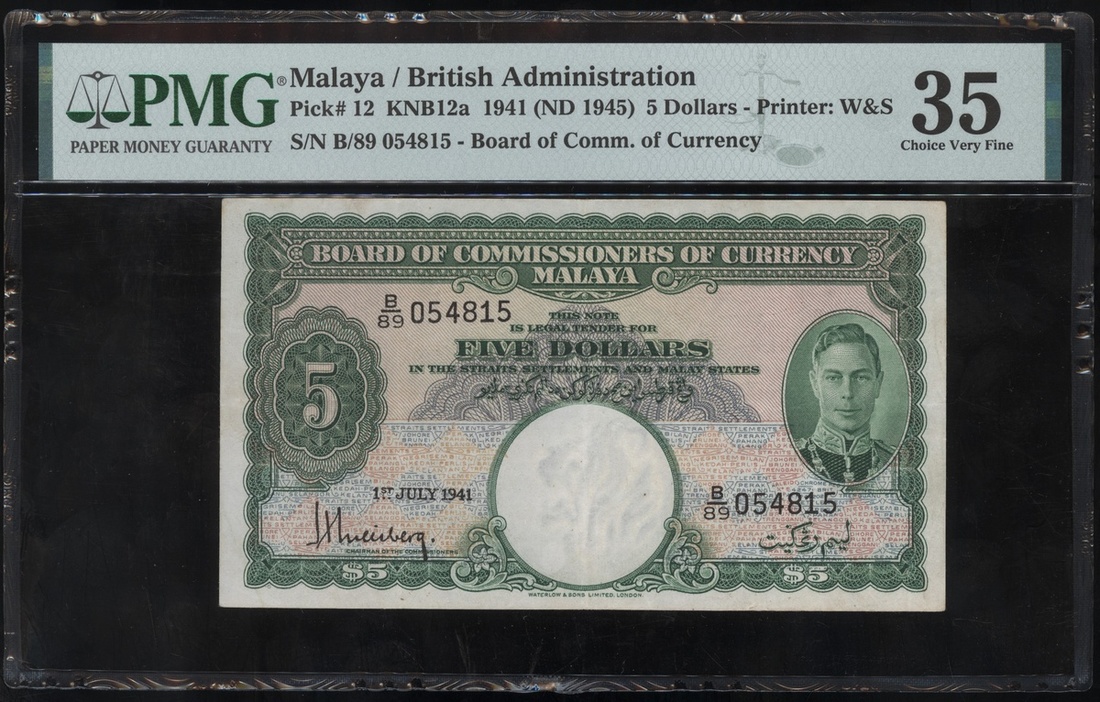 PMG
PAPER MONEY GUARANTY
®
Malaya / British Administration
Pick# 12 KNB12a 1941 (ND 1945) 5 Dollars - Printer: W&S
S/N B/89 054815 - Board of Comm. of Currency
35
Choice Very Fine
BOARD OF COMMISSIONERS OF CURRENCY
MALAYA
B/89 054815
THIS NOTE
IS LEGAL TENDER FOR
FIVE DOLLARS
IN THE STRAITS SETTLEMENTS AND MALAY STATES
5
1ST JULY 1941
B/89 054815
CHAIRMAN OF THE COMMISSIONERS
$5
$5
WATERLOW & SONS LIMITED, LONDON